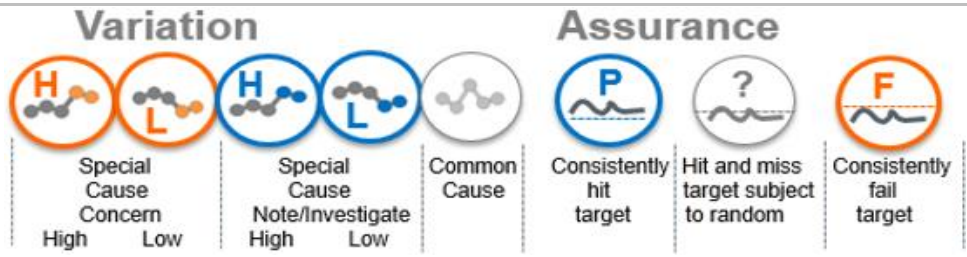 Variation
Assurance
H
L
H
L
P
?
F
Special
Cause
Concern
High Low
Special
Cause
Note/Investigate
High Low
Common
Cause
Consistently
hit
target
Hit and miss
target subject
to random
Consistently
fail
target